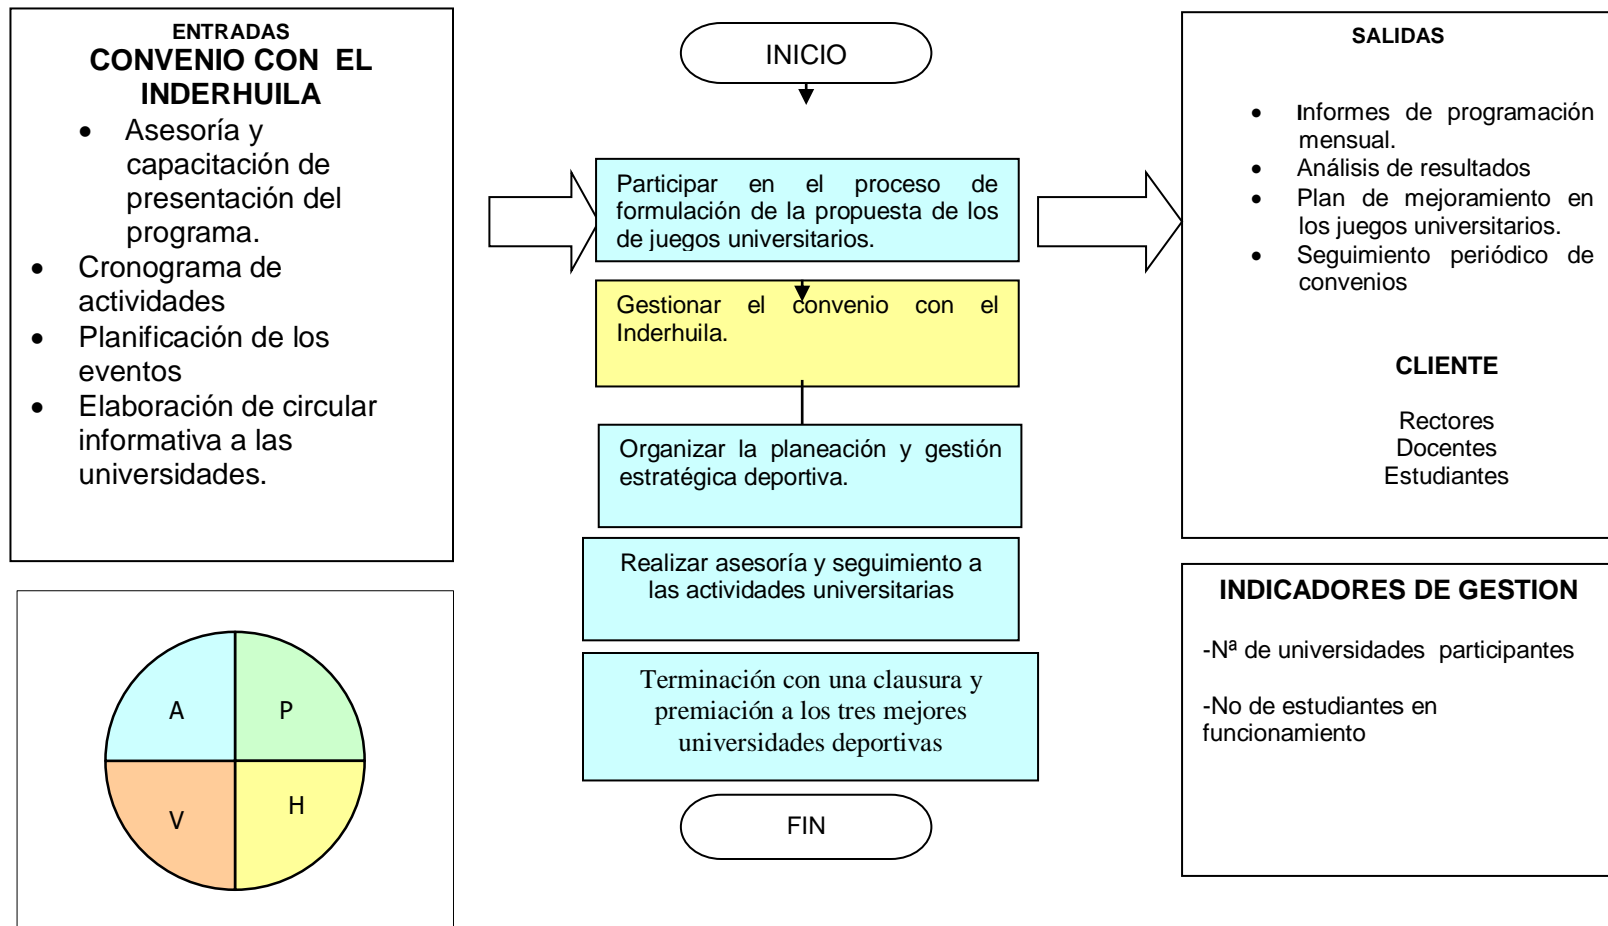 ENTRADAS
CONVENIO CON EL
INDERHUILA
• Asesoría y
capacitación de
presentación del
programa.
• Cronograma de
actividades
• Planificación de los
eventos
• Elaboración de circular
informativa a las
universidades.
A
P
V
H
INICIO
Participar en el proceso de
formulación de la propuesta de los
de juegos universitarios.
Gestionar el convenio con el
Inderhuila.
Organizar la planeación y gestión
estratégica deportiva.
Realizar asesoría y seguimiento a
las actividades universitarias
Terminación con una clausura y
premiación a los tres mejores
universidades deportivas
FIN
SALIDAS
• Informes de programación
mensual.
• Análisis de resultados
• Plan de mejoramiento en
los juegos universitarios.
• Seguimiento periódico de
convenios
CLIENTE
Rectores
Docentes
Estudiantes
INDICADORES DE GESTION
-Nª de universidades participantes
-No de estudiantes en
funcionamiento